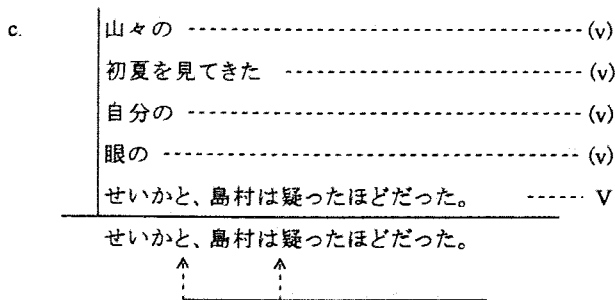 c.
山々の ---------------------------------- (v)
初夏を見てきた ------------------------- (v)
自分の ---------------------------------- (v)
眼の ------------------------------------ (v)
せいかと、島村は疑ったほどだった。 ------ V
せいかと、島村は疑ったほどだった。